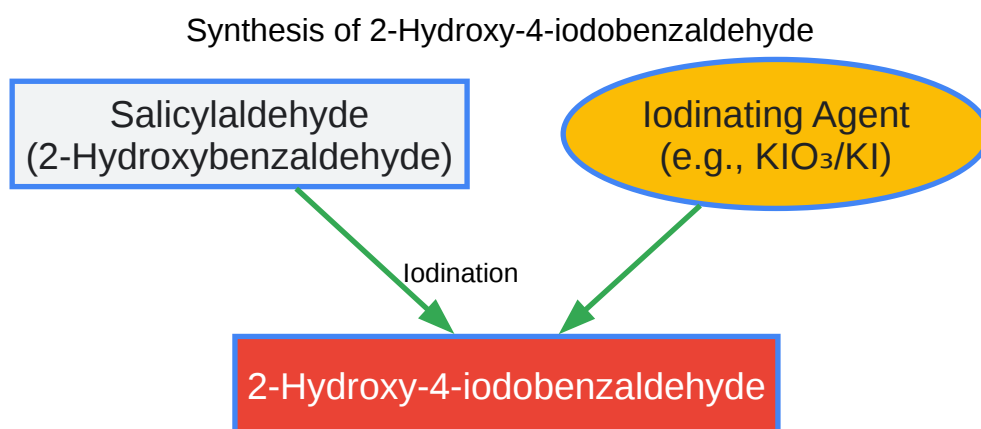 Synthesis of 2-Hydroxy-4-iodobenzaldehyde
Salicylaldehyde
(2-Hydroxybenzaldehyde)
Iodinating Agent
(e.g., KIO₃/KI)
Iodination
2-Hydroxy-4-iodobenzaldehyde